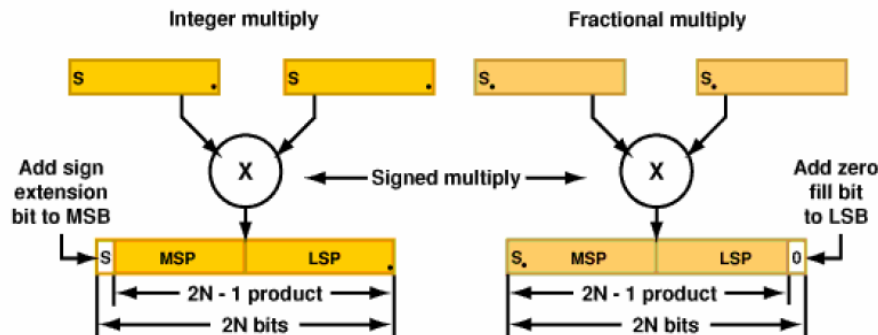 Integer multiply
Fractional multiply
S
S
S
S
X
X
Signed multiply
Add sign
extension
bit to MSB
Add zero
fill bit
to LSB
S
MSP
LSP
S
MSP
LSP
0
2N - 1 product
2N - 1 product
2N bits
2N bits